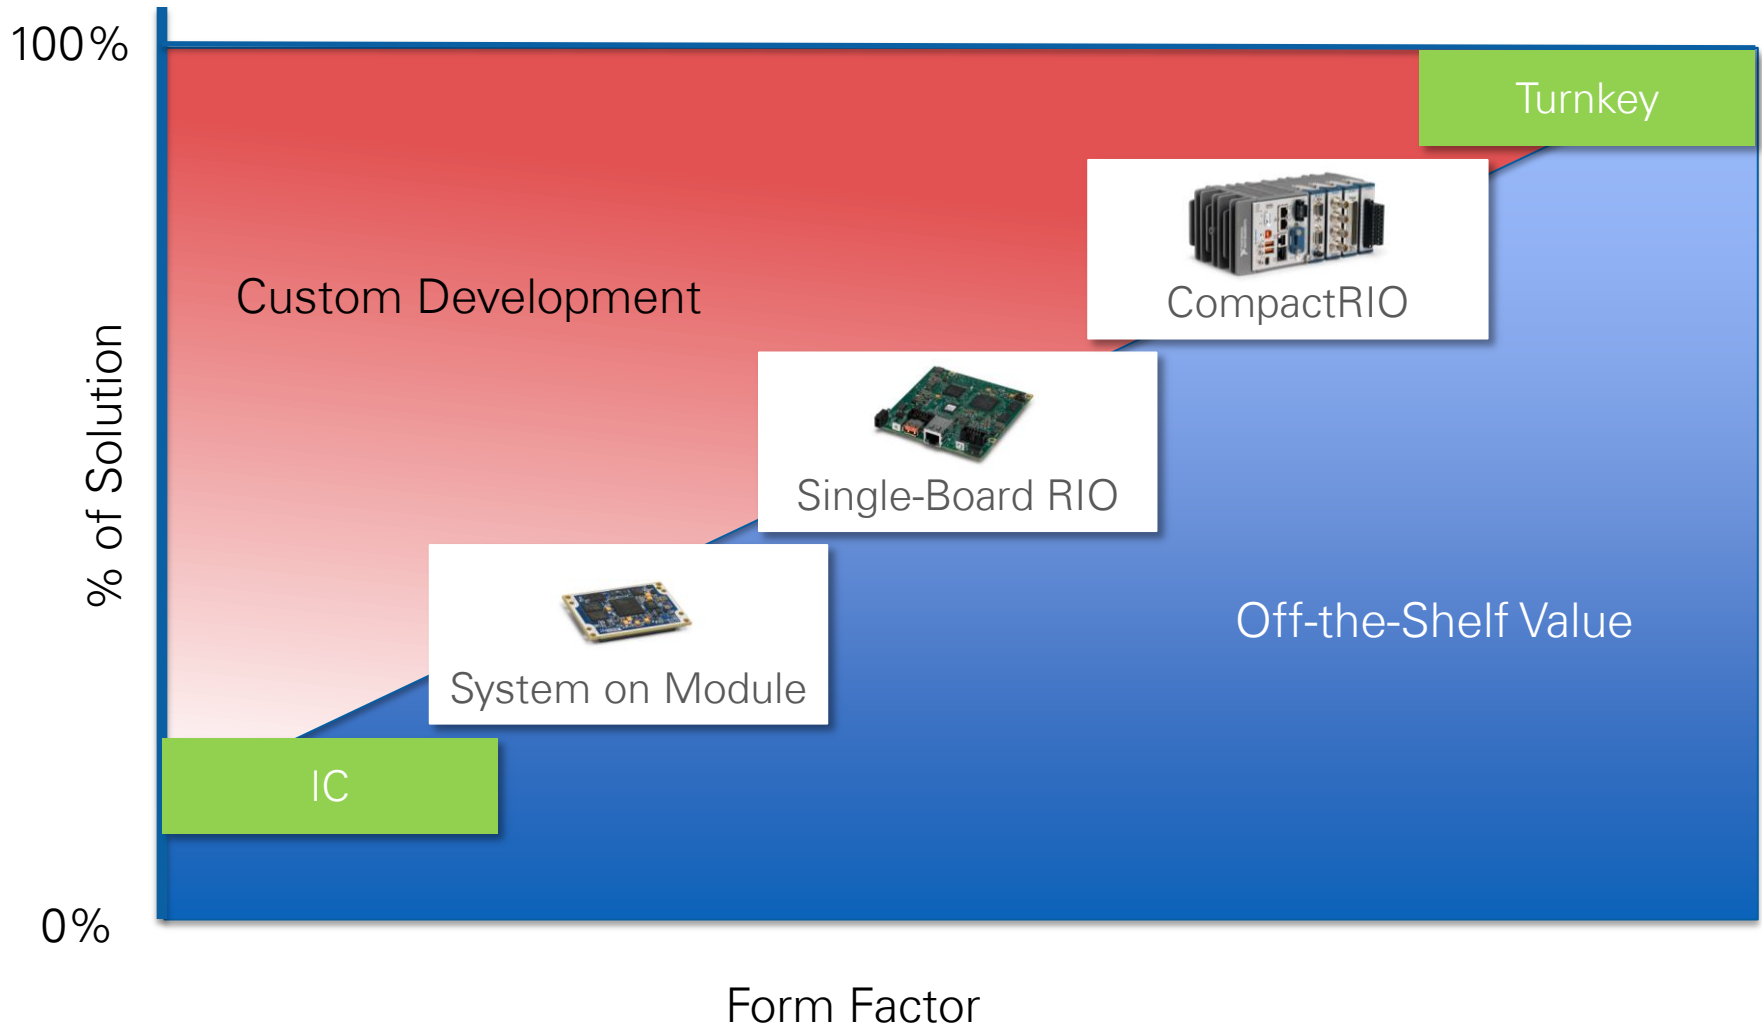 100%
Turnkey
CompactRIO
Custom Development
% of Solution
Single-Board RIO
Off-the-Shelf Value
System on Module
IC
0%
Form Factor